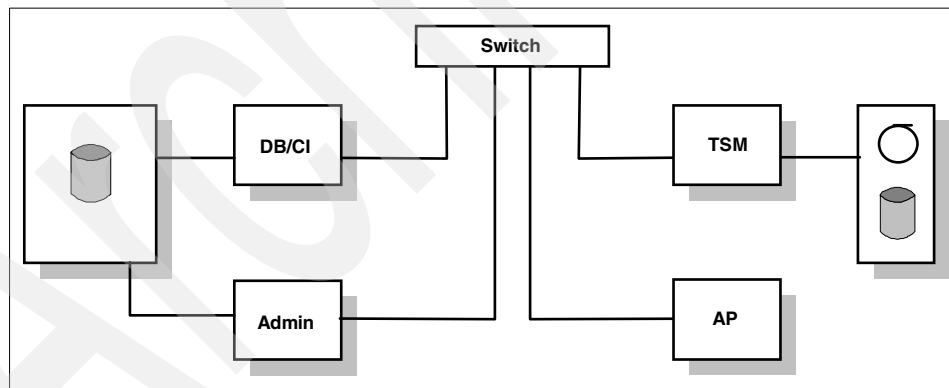 Switch
DB/CI
TSM
Admin
AP